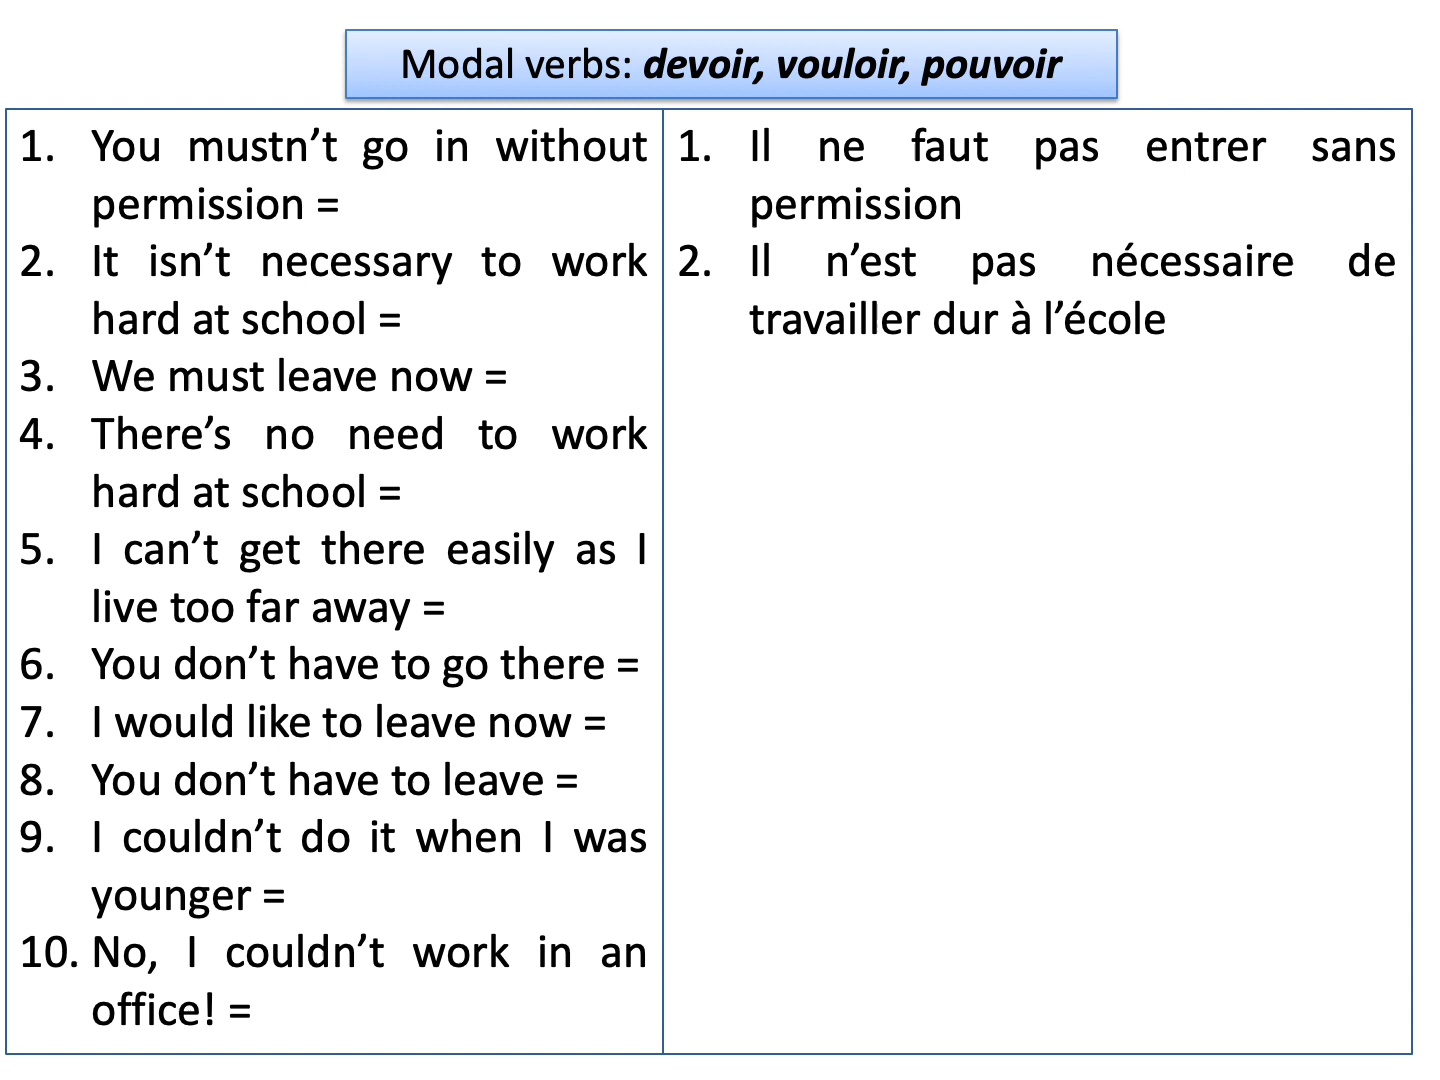 Modal verbs: devoir, vouloir, pouvoir
1. You mustn’t go in without
permission =
2. It isn’t necessary to work
hard at school =
3. We must leave now =
4. There’s no need to work
hard at school =
5. I can’t get there easily as I
live too far away =
6. You don’t have to go there =
7. I would like to leave now =
8. You don’t have to leave =
9. I couldn’t do it when I was
younger =
10. No, I couldn’t work in an
office! =
1. Il ne faut pas entrer sans
permission
2. Il n’est pas nécessaire de
travailler dur à l’école